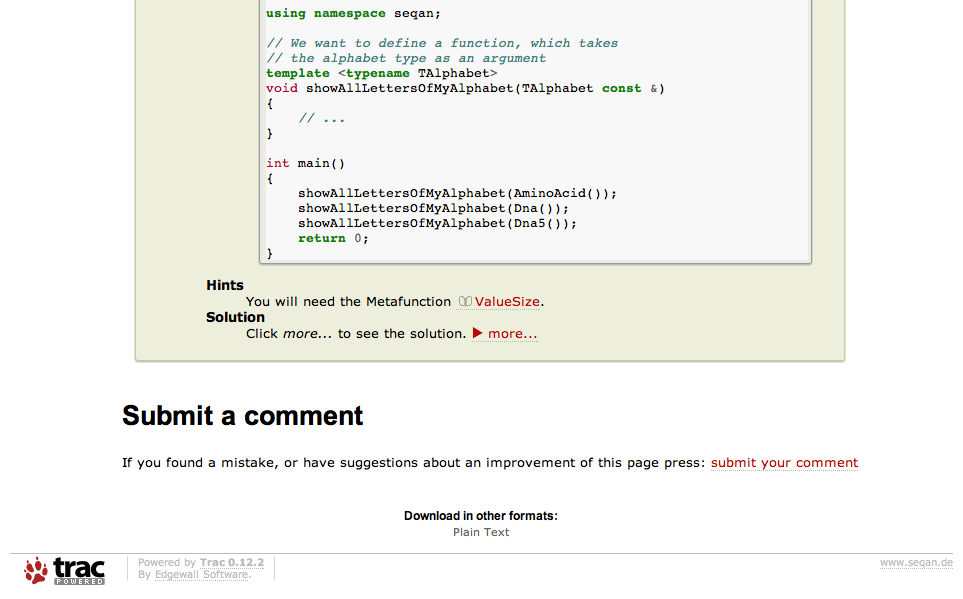 using namespace seqan;
// We want to define a function, which takes
// the alphabet type as an argument
template <typename TAlphabet>
void showAllLettersOfMyAlphabet(TAlphabet const &)
{
    // ...
}
int main()
{
    showAllLettersOfMyAlphabet(AminoAcid());
    showAllLettersOfMyAlphabet(Dna());
    showAllLettersOfMyAlphabet(Dna5());
    return 0;
}
Hints
You will need the Metafunction ValueSize.
Solution
Click more... to see the solution. ▶ more...
Submit a comment
If you found a mistake, or have suggestions about an improvement of this page press: submit your comment
Download in other formats:
Plain Text
trac
POWERED
Powered by Trac 0.12.2
By Edgewall Software.
www.seqan.de